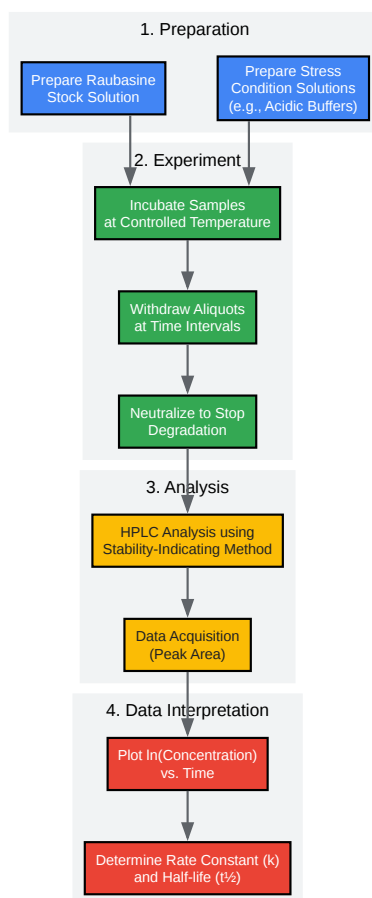 1. Preparation
Prepare Raubasine
Stock Solution
Prepare Stress
Condition Solutions
(e.g., Acidic Buffers)
2. Experiment
Incubate Samples
at Controlled Temperature
Withdraw Aliquots
at Time Intervals
Neutralize to Stop
Degradation
3. Analysis
HPLC Analysis using
Stability-Indicating Method
Data Acquisition
(Peak Area)
4. Data Interpretation
Plot ln(Concentration)
vs. Time
Determine Rate Constant (k)
and Half-life (t½)